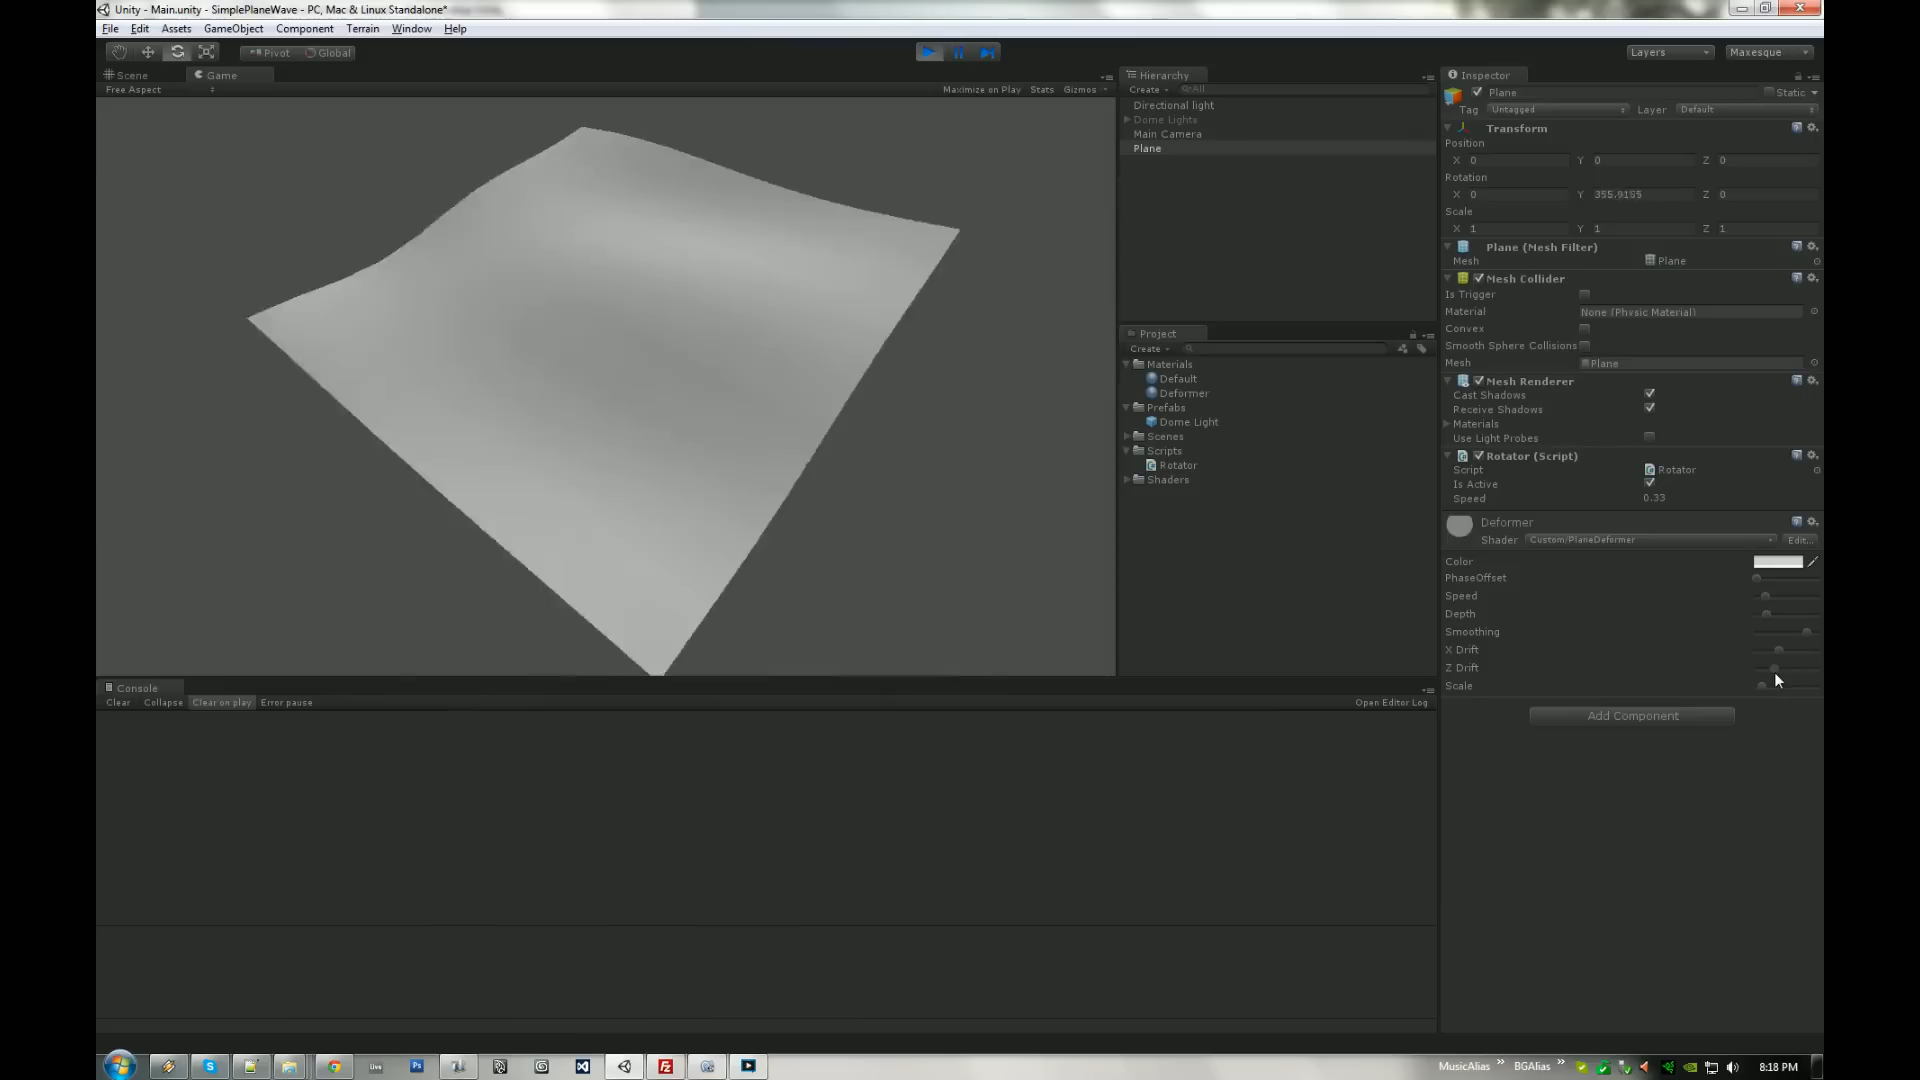 Unity - Main.unity - SimplePlaneWave - PC, Mac & Linux Standalone*
File Edit Assets GameObject Component Terrain Window Help
Pivot Global Layers Maxesque
Scene Game
Free Aspect Maximize on Play Stats Gizmos
Hierarchy
Create All
Directional light
Dome Lights
Main Camera
Plane
Project
Create
Materials
Default
Deformer
Prefabs
Dome Light
Scenes
Scripts
Rotator
Shaders
Inspector
Plane Static
Tag Untagged Layer Default
Transform
Position
X 0 Y 0 Z 0
Rotation
X 0 Y 355.9155 Z 0
Scale
X 1 Y 1 Z 1
Plane (Mesh Filter)
Mesh Plane
Mesh Collider
Is Trigger
Material None (Physic Material)
Convex
Smooth Sphere Collisions
Mesh Plane
Mesh Renderer
Cast Shadows
Receive Shadows
Materials
Use Light Probes
Rotator (Script)
Script Rotator
Is Active
Speed 0.33
Deformer
Shader Custom/PlaneDeformer Edit...
Color
PhaseOffset
Speed
Depth
Smoothing
X Drift
Z Drift
Scale
Add Component
Console
Clear Collapse Clear on play Error pause Open Editor Log
Live Ps MusicAlias » BGAlias » 8:18 PM